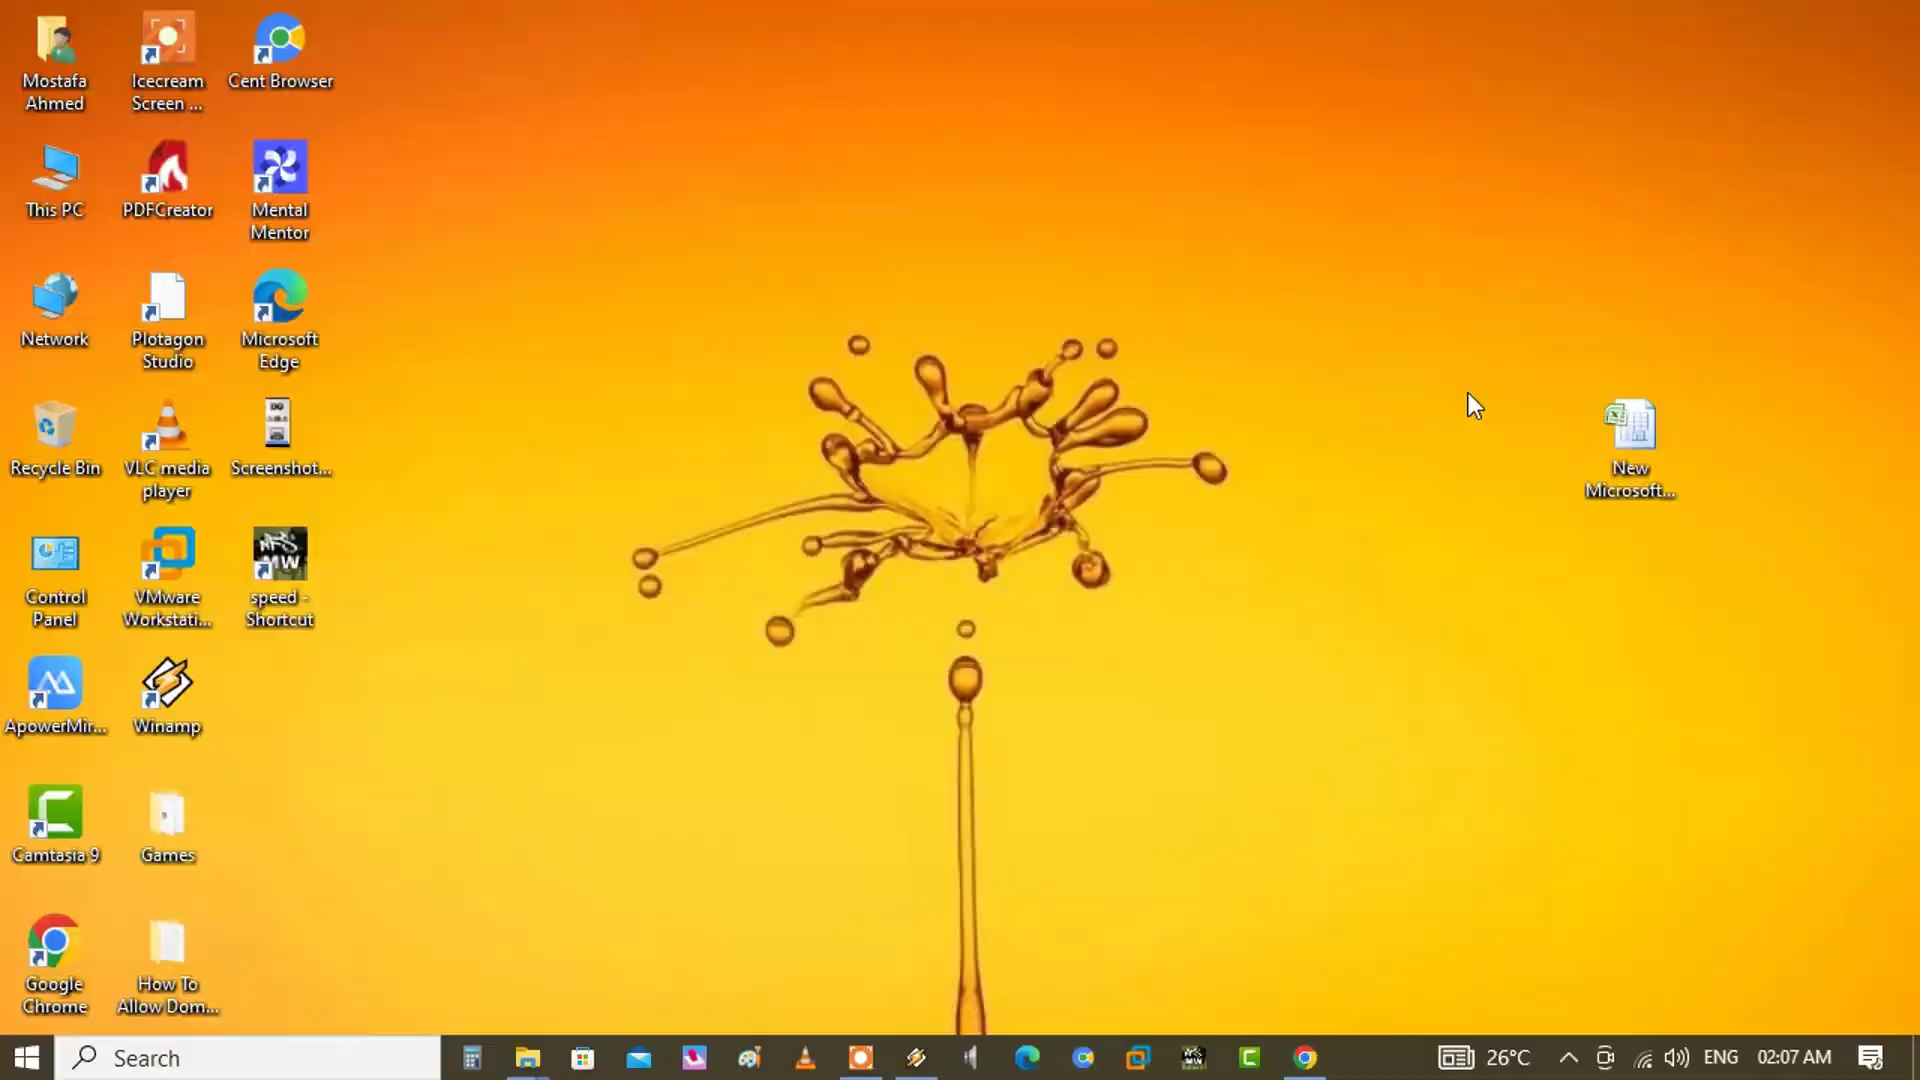 Mostafa
Ahmed
Icecream
Screen ...
Cent Browser
This PC
PDFCreator
Mental
Mentor
Network
Plotagon
Studio
Microsoft
Edge
Recycle Bin
VLC media
player
Screenshot...
New
Microsoft...
Control
Panel
VMware
Workstati...
speed -
Shortcut
ApowerMir...
Winamp
Camtasia 9
Games
Google
Chrome
How To
Allow Dom...
Search
26°C
ENG
02:07 AM